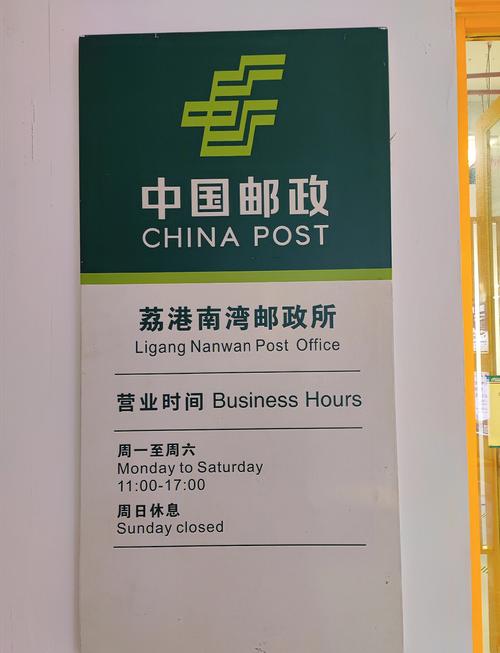 中国邮政
CHINA POST
荔港南湾邮政所
Ligang Nanwan Post Office
营业时间 Business Hours
周一至周六
Monday to Saturday
11:00-17:00
周日休息
Sunday closed